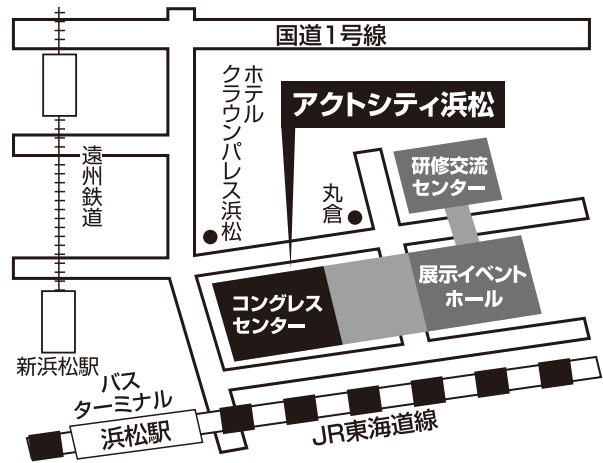 国道1号線
ホテル
クラウンパレス浜松
アクトシティ浜松
遠州鉄道
丸倉
研修交流
センター
展示イベント
ホール
コングレス
センター
新浜松駅
バス
ターミナル
浜松駅
JR東海道線